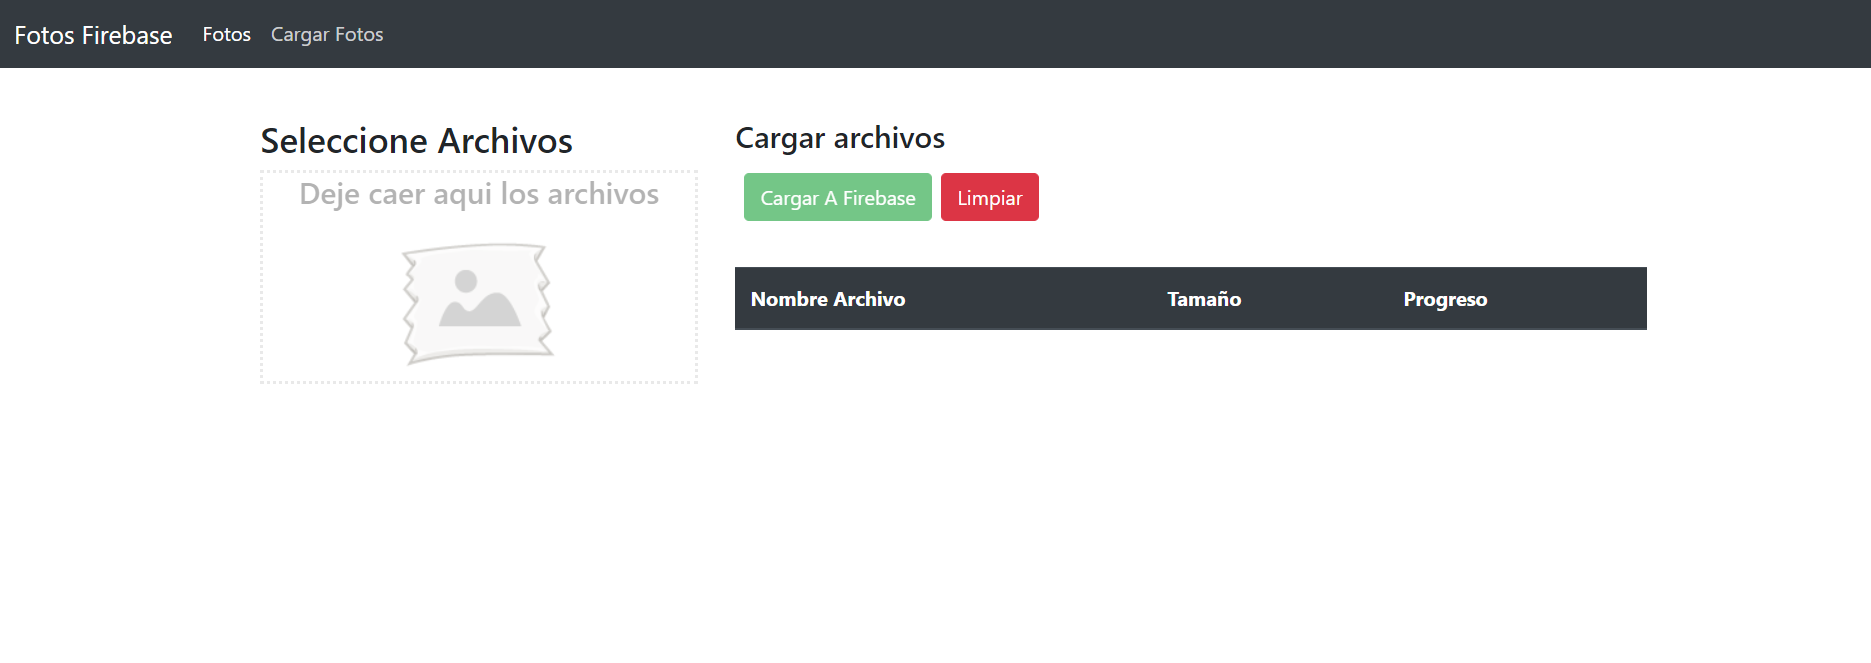 Fotos Firebase Fotos Cargar Fotos
Seleccione Archivos
Deje caer aqui los archivos
Cargar archivos
Cargar A Firebase Limpiar
Nombre Archivo Tamaño Progreso